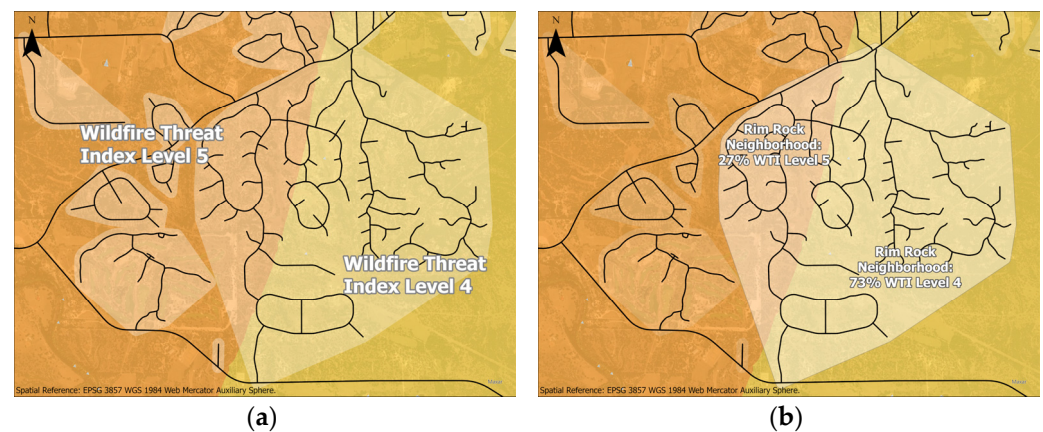 N
Wildfire Threat
Index Level 5
Wildfire Threat
Index Level 4
Spatial Reference: EPSG 3857 WGS 1984 Web Mercator Auxiliary Sphere.
(a)
N
Rim Rock
Neighborhood:
27% WTI Level 5
Rim Rock
Neighborhood:
73% WTI Level 4
Spatial Reference: EPSG 3857 WGS 1984 Web Mercator Auxiliary Sphere.
(b)